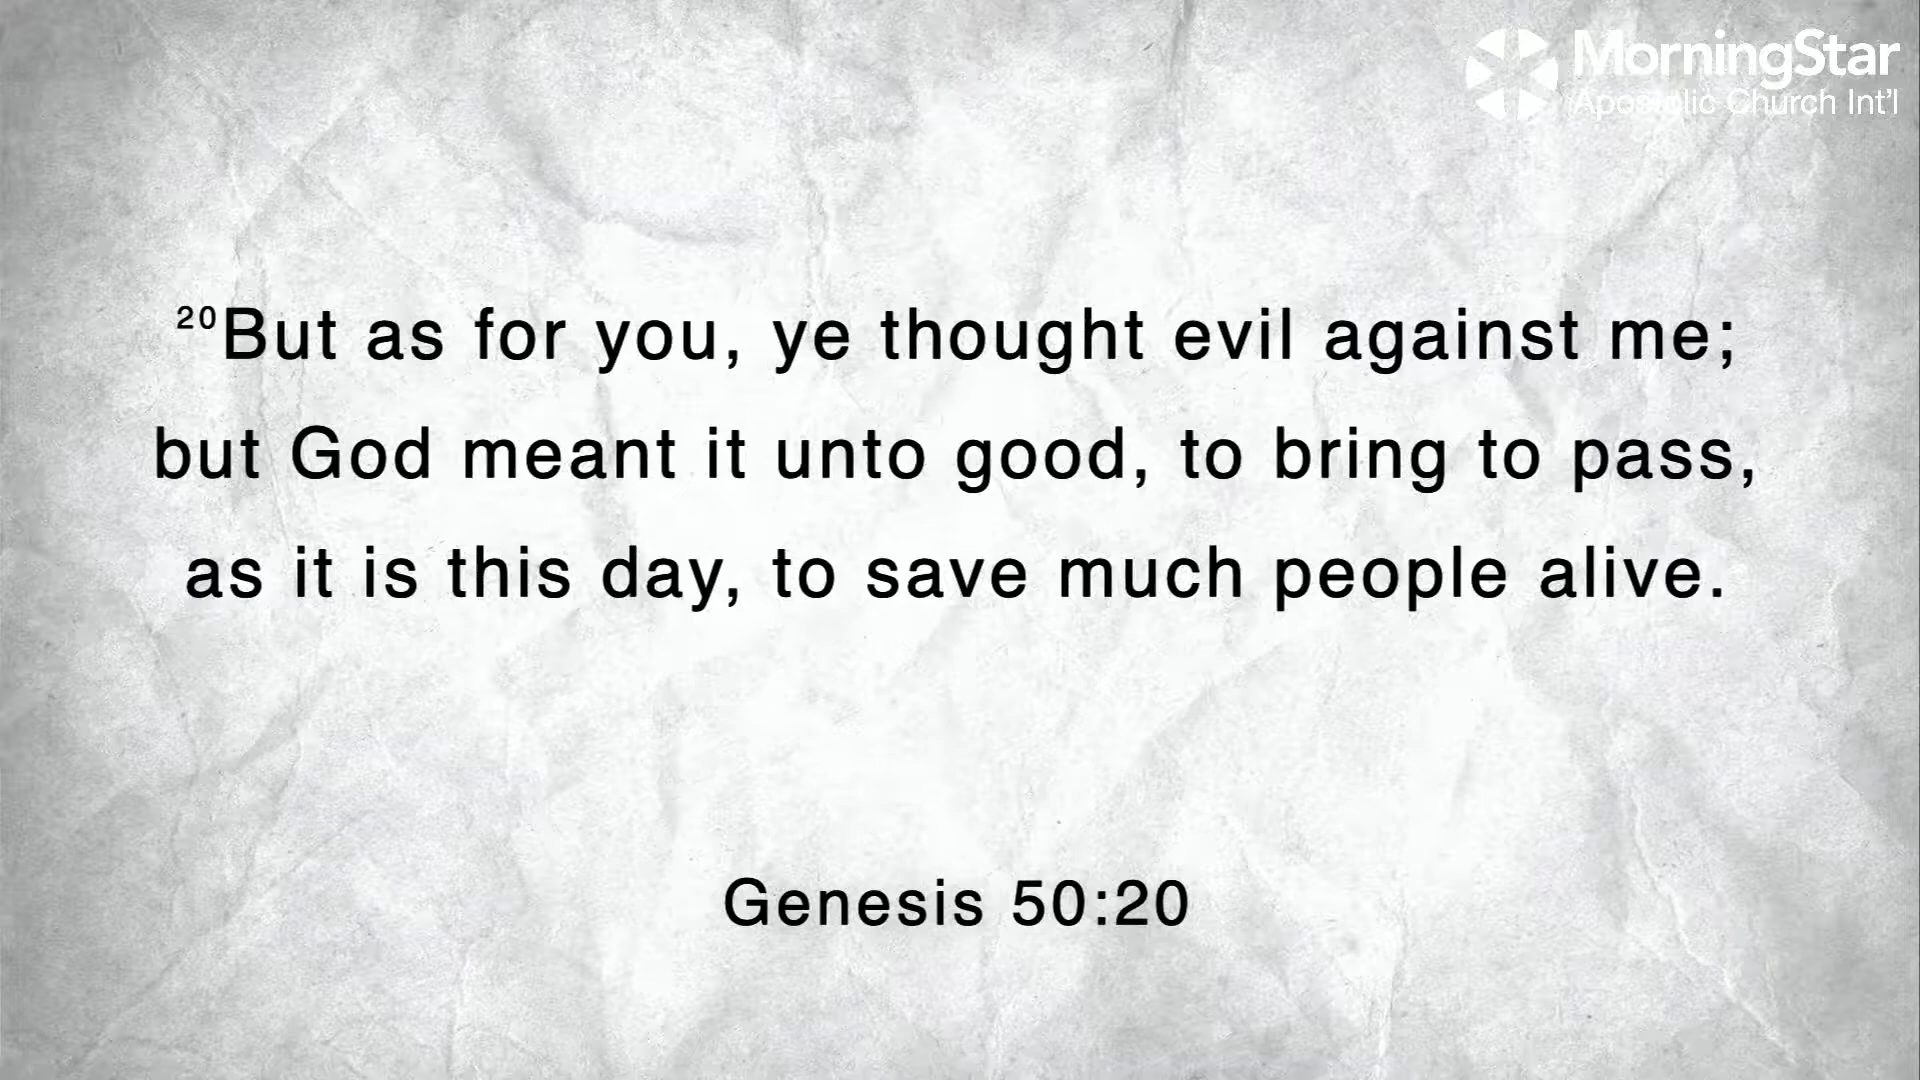 MorningStar
Apostolic Church Int'l
20But as for you, ye thought evil against me;
but God meant it unto good, to bring to pass,
as it is this day, to save much people alive.
Genesis 50:20